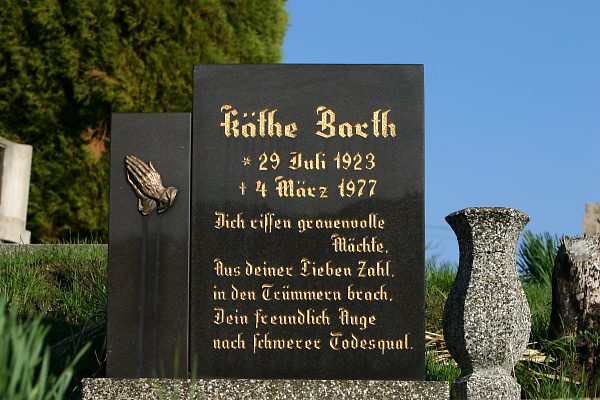 Käthe Barth
* 29 Juli 1923
† 4 März 1977
Dich rissen grauenvolle
Mächte,
Aus deiner Lieben Zahl,
in den Trümmern brach,
Dein freundlich Auge
nach schwerer Todesqual.